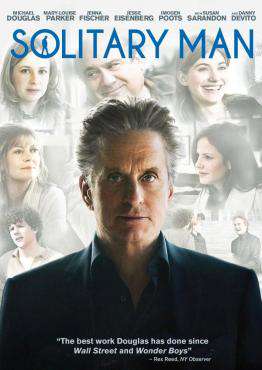 MICHAEL DOUGLAS MARY-LOUISE PARKER JENNA FISCHER JESSE EISENBERG IMOGEN POOTS WITH SUSAN SARANDON AND DANNY DEVITO
SOLITARY MAN
"The best work Douglas has done since
Wall Street and Wonder Boys"
– Rex Reed, NY Observer